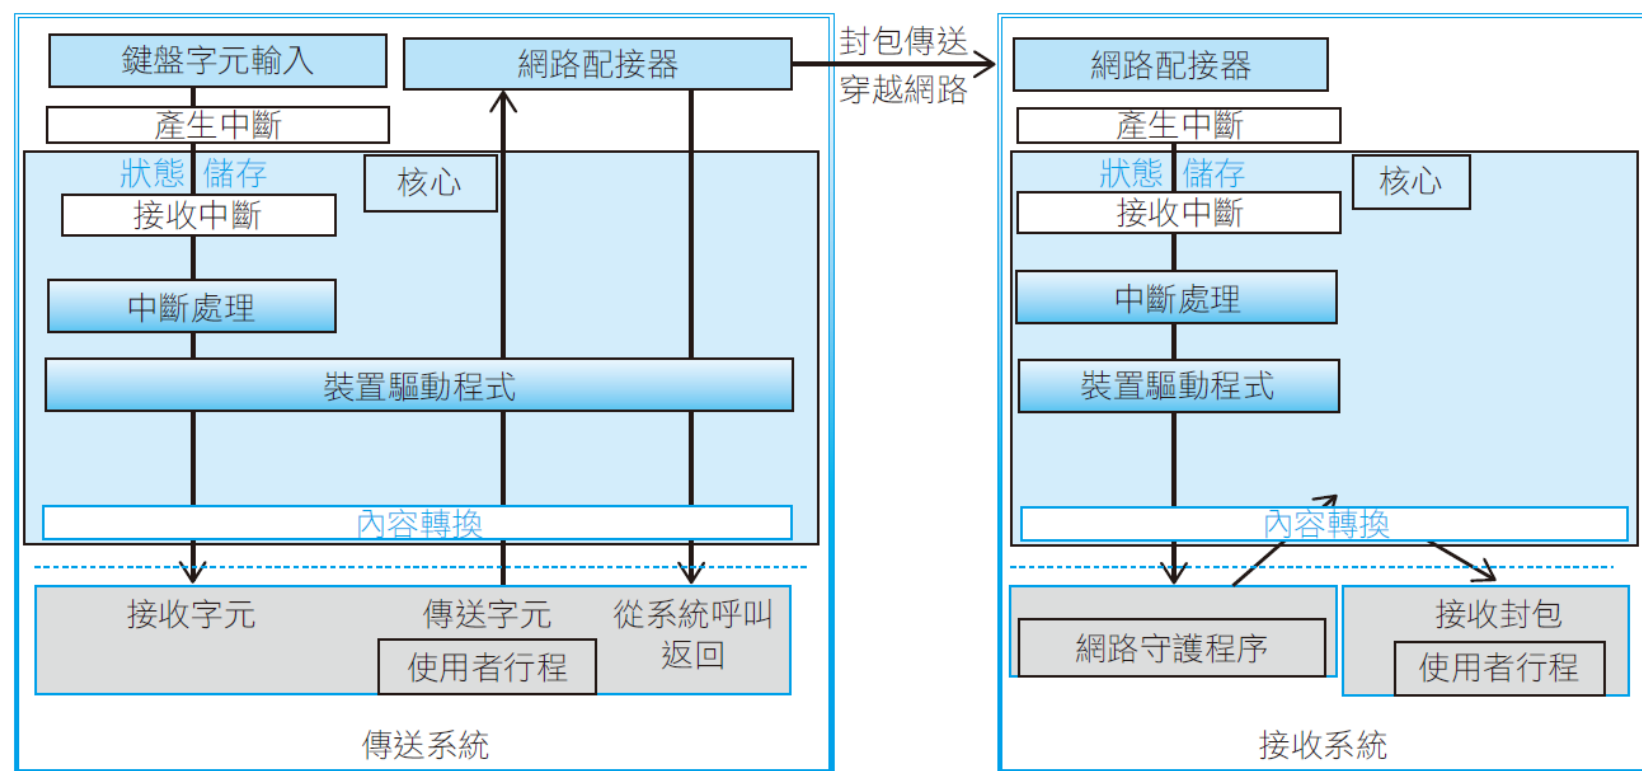 鍵盤字元輸入
網路配接器
產生中斷
狀態 儲存
核心
接收中斷
中斷處理
裝置驅動程式
內容轉換
接收字元
傳送字元
使用者行程
從系統呼叫
返回
傳送系統
封包傳送
穿越網路
網路配接器
產生中斷
狀態 儲存
核心
接收中斷
中斷處理
裝置驅動程式
內容轉換
網路守護程序
接收封包
使用者行程
接收系統